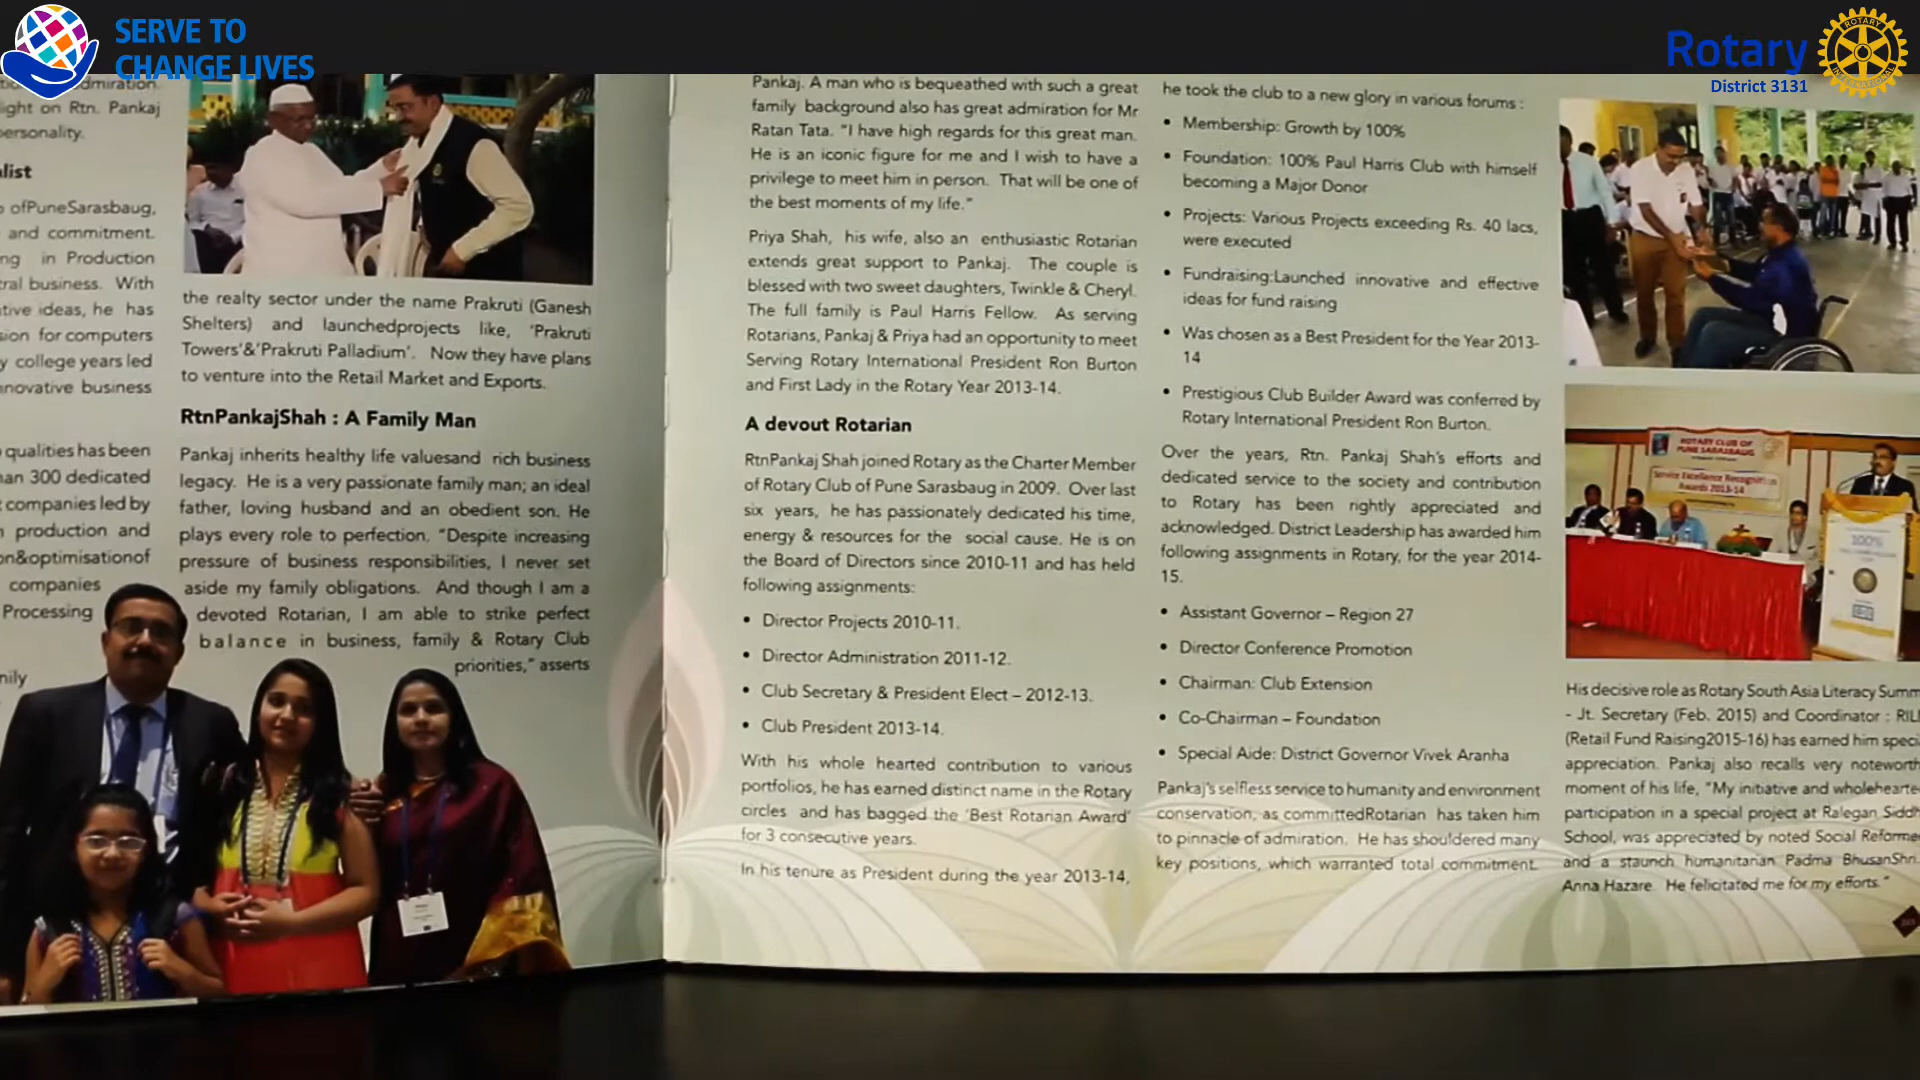 SERVE TO
CHANGE LIVES
Rotary
District 3131
admiration.
light on Rtn. Pankaj
personality.
ofPuneSarasbaug,
and commitment.
in Production
business. With
ideas, he has
for computers
college years led
innovative business
qualities has been
than 300 dedicated
companies led by
production and
companies
Processing
the realty sector under the name Prakruti (Ganesh
Shelters) and launchedprojects like, ‘Prakruti
Towers’&‘Prakruti Palladium’. Now they have plans
to venture into the Retail Market and Exports.
RtnPankajShah : A Family Man
Pankaj inherits healthy life valuesand rich business
legacy. He is a very passionate family man; an ideal
father, loving husband and an obedient son. He
plays every role to perfection. “Despite increasing
pressure of business responsibilities, I never set
aside my family obligations. And though I am a
devoted Rotarian, I am able to strike perfect
balance in business, family & Rotary Club
priorities,” asserts
Pankaj. A man who is bequeathed with such a great
family background also has great admiration for Mr
Ratan Tata. “I have high regards for this great man.
He is an iconic figure for me and I wish to have a
privilege to meet him in person. That will be one of
the best moments of my life.”
Priya Shah, his wife, also an enthusiastic Rotarian
extends great support to Pankaj. The couple is
blessed with two sweet daughters, Twinkle & Cheryl.
The full family is Paul Harris Fellow. As serving
Rotarians, Pankaj & Priya had an opportunity to meet
Serving Rotary International President Ron Burton
and First Lady in the Rotary Year 2013-14.
A devout Rotarian
RtnPankaj Shah joined Rotary as the Charter Member
of Rotary Club of Pune Sarasbaug in 2009. Over last
six years, he has passionately dedicated his time,
energy & resources for the social cause. He is on
the Board of Directors since 2010-11 and has held
following assignments:
• Director Projects 2010-11.
• Director Administration 2011-12.
• Club Secretary & President Elect – 2012-13.
• Club President 2013-14.
With his whole hearted contribution to various
portfolios, he has earned distinct name in the Rotary
circles and has bagged the ‘Best Rotarian Award’
for 3 consecutive years.
In his tenure as President during the year 2013-14,
he took the club to a new glory in various forums :
• Membership: Growth by 100%
• Foundation: 100% Paul Harris Club with himself
becoming a Major Donor
• Projects: Various Projects exceeding Rs. 40 lacs,
were executed
• Fundraising:Launched innovative and effective
ideas for fund raising
• Was chosen as a Best President for the Year 2013-
14
• Prestigious Club Builder Award was conferred by
Rotary International President Ron Burton.
Over the years, Rtn. Pankaj Shah’s efforts and
dedicated service to the society and contribution
to Rotary has been rightly appreciated and
acknowledged. District Leadership has awarded him
following assignments in Rotary, for the year 2014-
15.
• Assistant Governor – Region 27
• Director Conference Promotion
• Chairman: Club Extension
• Co-Chairman – Foundation
• Special Aide: District Governor Vivek Aranha
Pankaj’s selfless service to humanity and environment
conservation, as committedRotarian has taken him
to pinnacle of admiration. He has shouldered many
key positions, which warranted total commitment.
ROTARY CLUB OF
PUNE SARASBAUG
Service Excellence Recognition
Awards 2013-14
100%
His decisive role as Rotary South Asia Literacy Summ
- Jt. Secretary (Feb. 2015) and Coordinator : RILM
(Retail Fund Raising2015-16) has earned him speci
appreciation. Pankaj also recalls very noteworth
moment of his life, “My initiative and wholehearte
participation in a special project at Ralegan Siddh
School, was appreciated by noted Social Reforme
and a staunch humanitarian Padma BhusanShri.
Anna Hazare. He felicitated me for my efforts.”